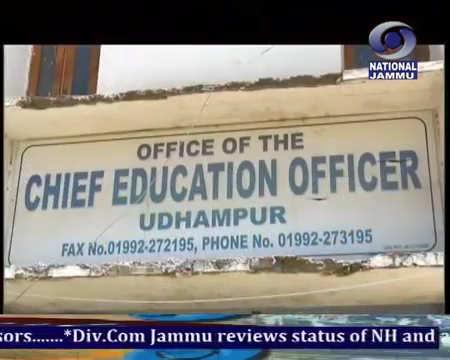 NATIONAL
JAMMU
OFFICE OF THE
CHIEF EDUCATION OFFICER
UDHAMPUR
FAX No.01992-272195, PHONE No. 01992-273195
sors.......*Div.Com Jammu reviews status of NH and a